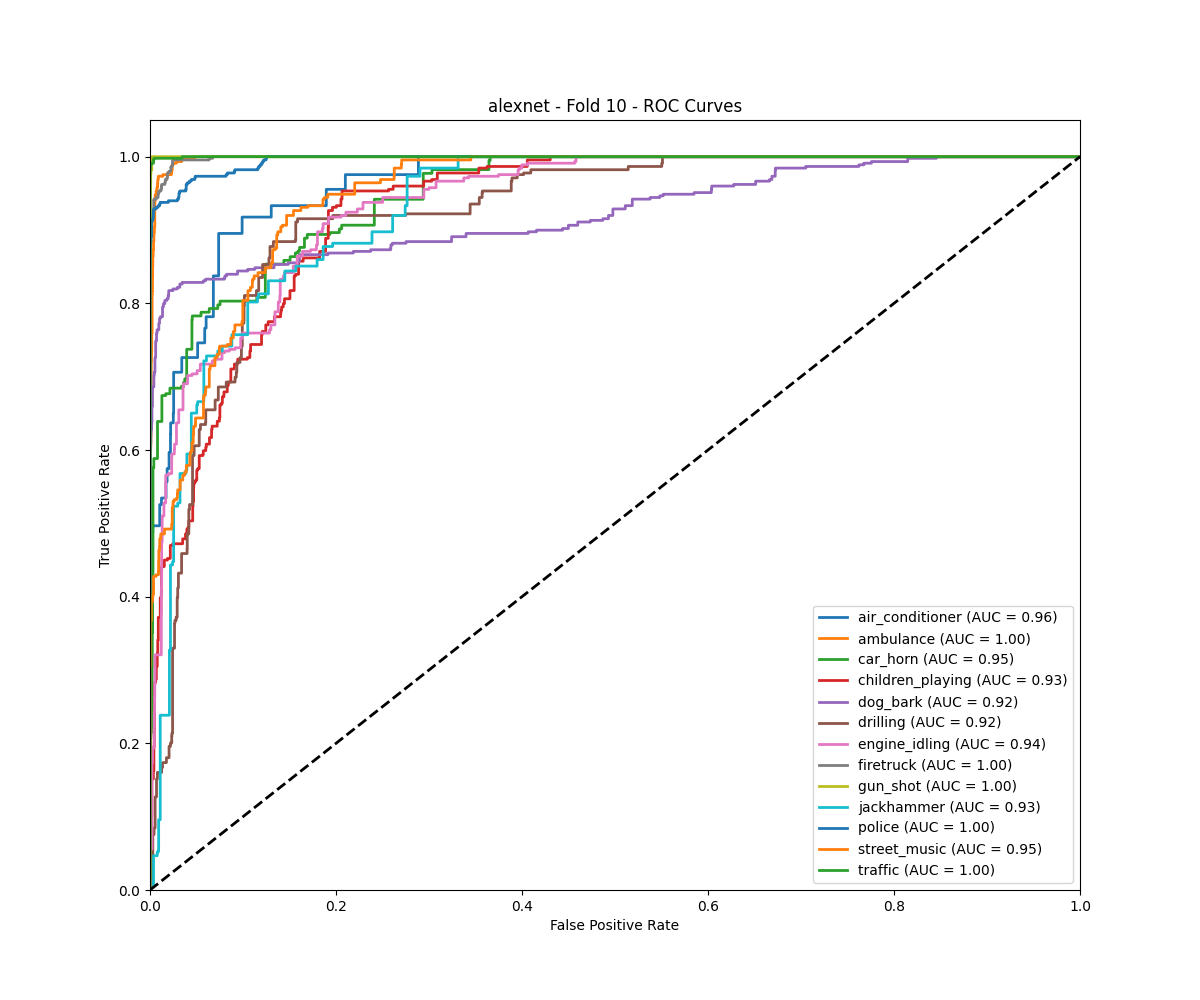 alexnet - Fold 10 - ROC Curves
1.0
0.8
0.6
0.4
0.2
0.0
True Positive Rate
0.0 0.2 0.4 0.6 0.8 1.0
False Positive Rate
air_conditioner (AUC = 0.96)
ambulance (AUC = 1.00)
car_horn (AUC = 0.95)
children_playing (AUC = 0.93)
dog_bark (AUC = 0.92)
drilling (AUC = 0.92)
engine_idling (AUC = 0.94)
firetruck (AUC = 1.00)
gun_shot (AUC = 1.00)
jackhammer (AUC = 0.93)
police (AUC = 1.00)
street_music (AUC = 0.95)
traffic (AUC = 1.00)